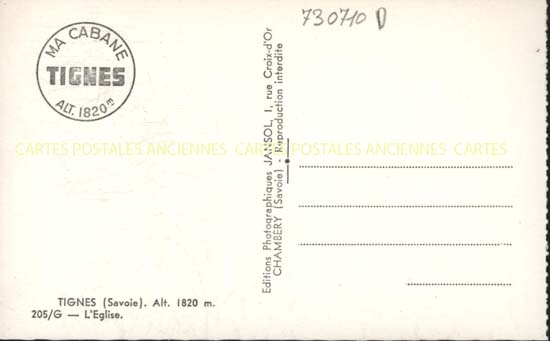 730710 D
MA CABANE
TIGNES
ALT. 1820 m
CARTES POSTALES ANCIENNES CARTES POSTALES ANCIENNES CARTES
Editions Photographiques JANSOL, 1, rue Croix-d'Or
CHAMBERY (Savoie) - Reproduction interdite
TIGNES (Savoie). Alt. 1820 m.
205/G — L'Eglise.